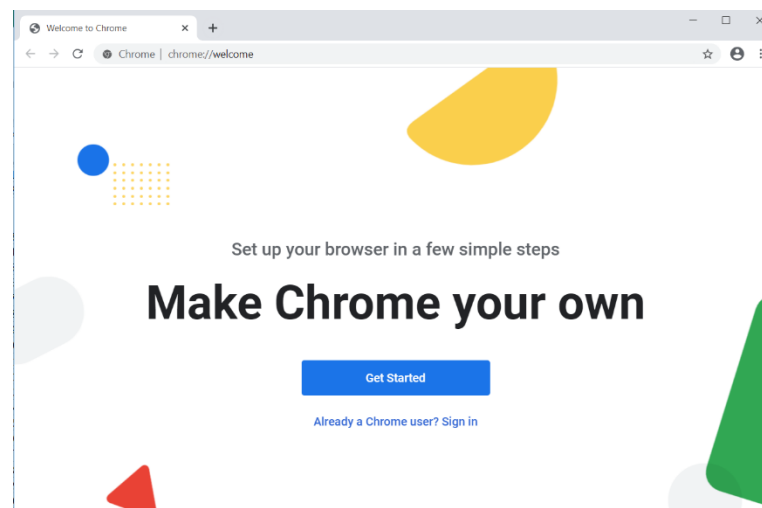 Welcome to Chrome
Chrome | chrome://welcome
Set up your browser in a few simple steps
Make Chrome your own
Get Started
Already a Chrome user? Sign in